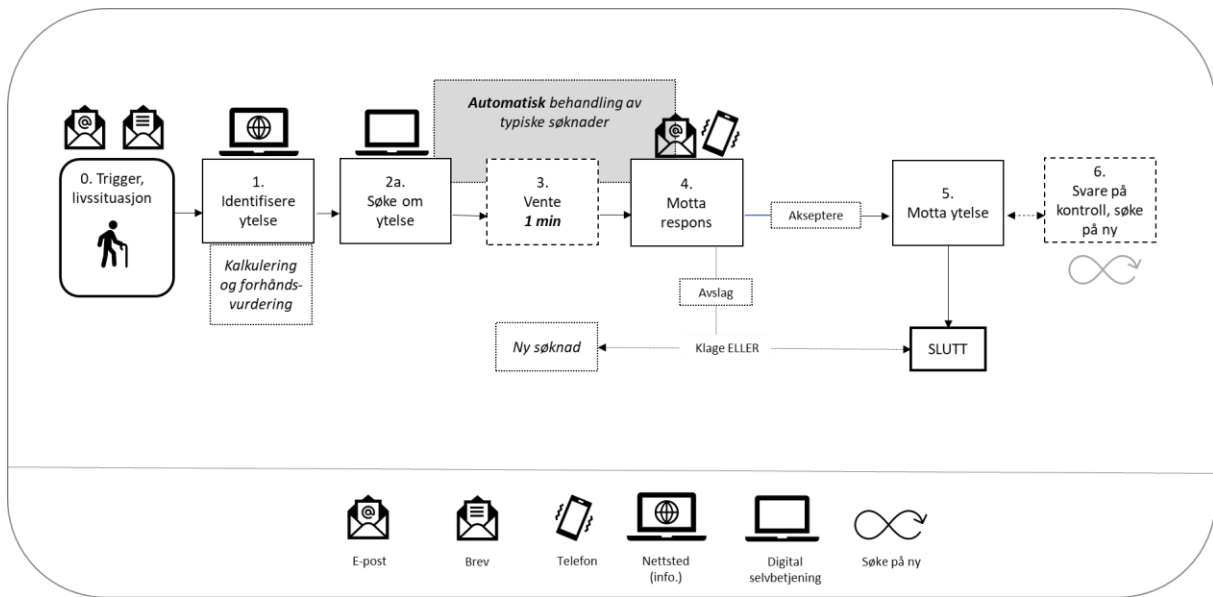 Automatisk behandling av
typiske søknader
0. Trigger,
livssituasjon
1.
Identifisere
ytelse
Kalkulering
og forhånds-
vurdering
2a.
Søke om
ytelse
3.
Vente
1 min
4.
Motta
respons
Akseptere
5.
Motta ytelse
6.
Svare på
kontroll, søke
på ny
Avslag
Ny søknad
Klage ELLER
SLUTT
E-post
Brev
Telefon
Nettsted
(info.)
Digital
selvbetjening
Søke på ny